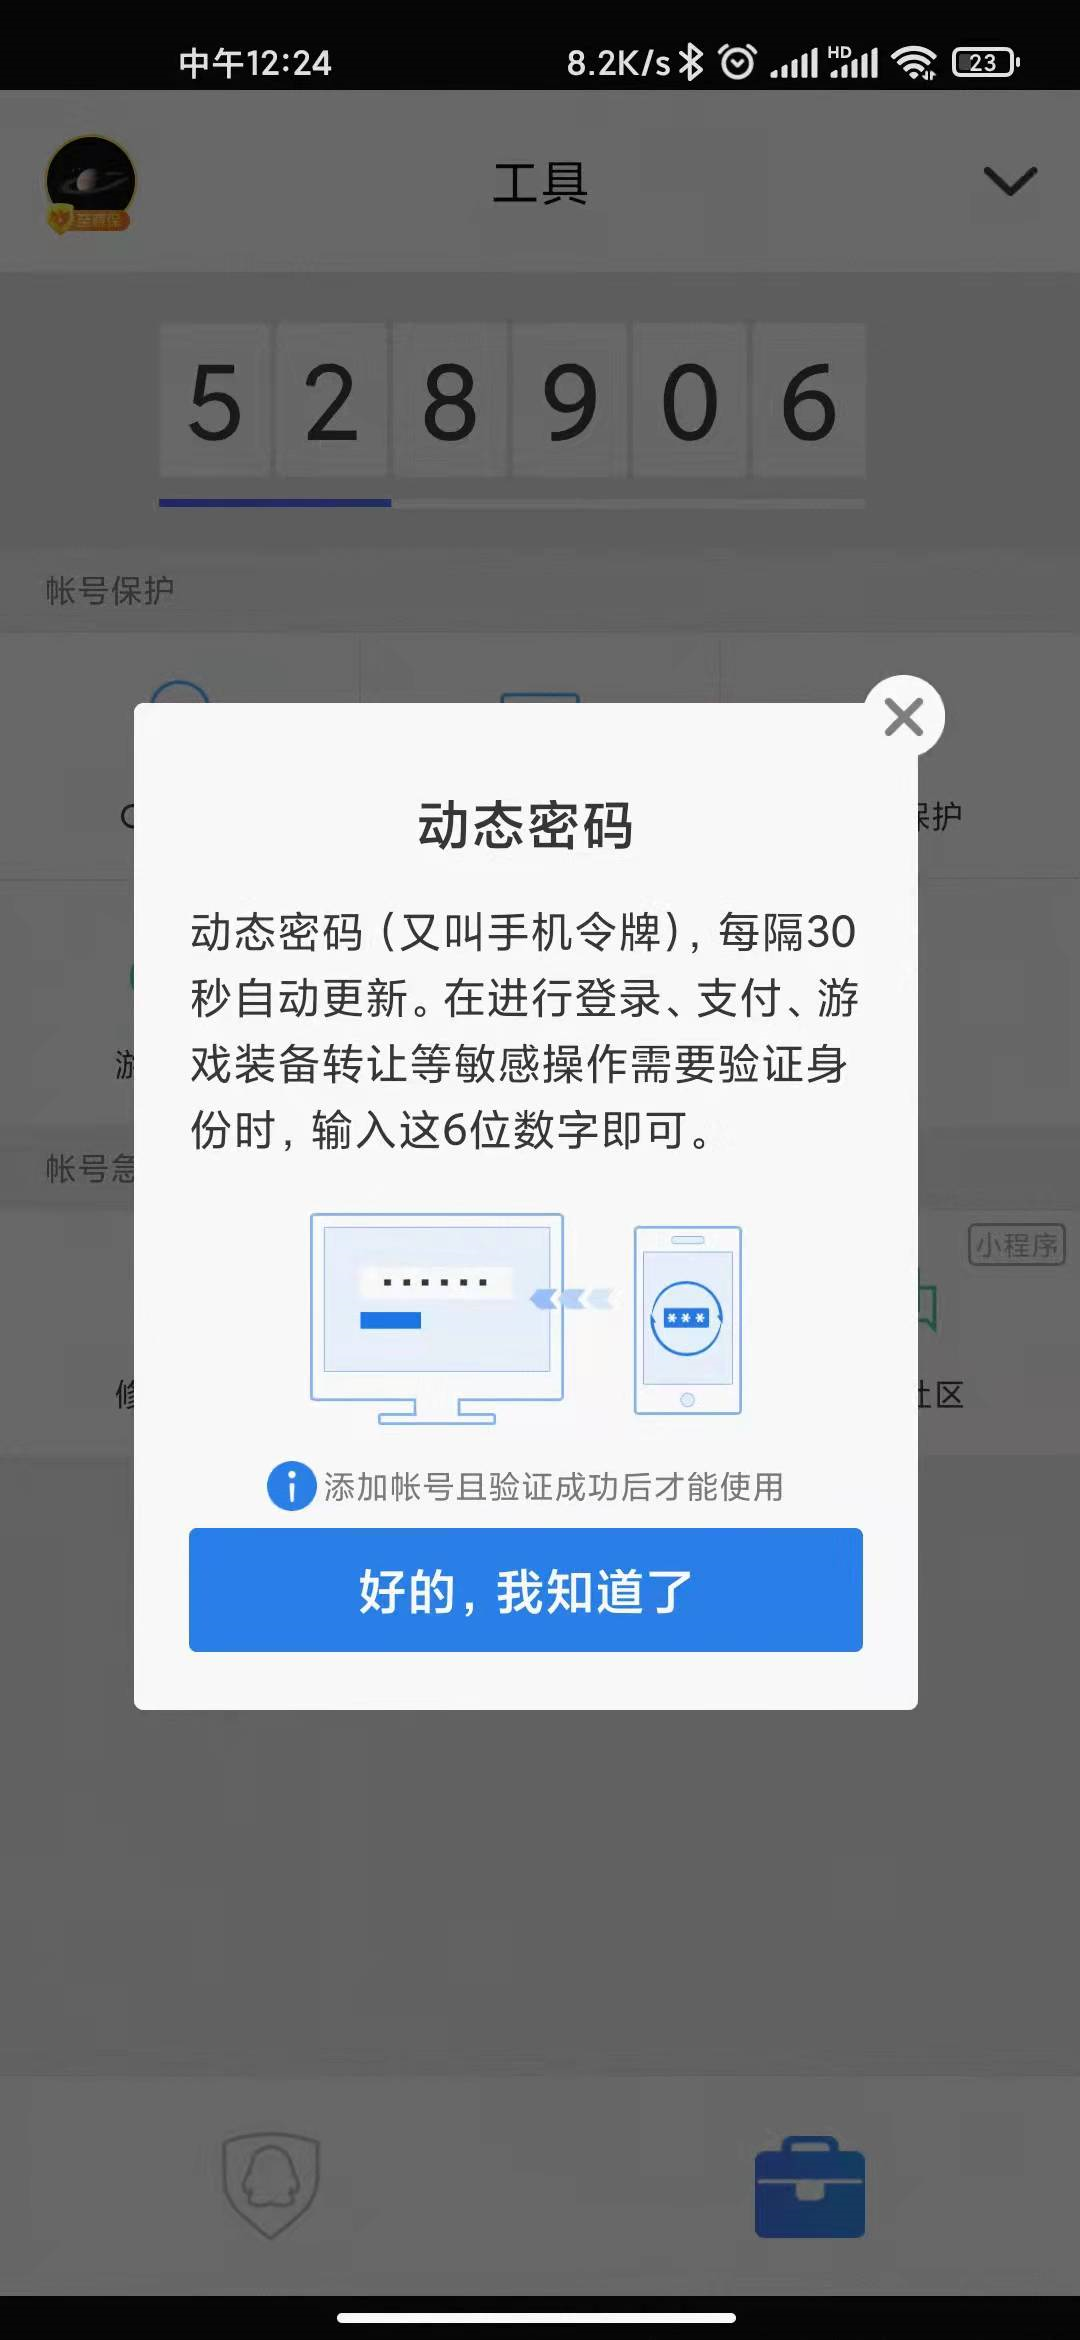 中午12:24
8.2K/s
HD
23
至尊保
工具
5 2 8 9 0 6
帐号保护
保护
动态密码
动态密码（又叫手机令牌），每隔30
秒自动更新。在进行登录、支付、游
戏装备转让等敏感操作需要验证身
份时，输入这6位数字即可。
游
帐号急
小程序
修
社区
添加帐号且验证成功后才能使用
好的，我知道了